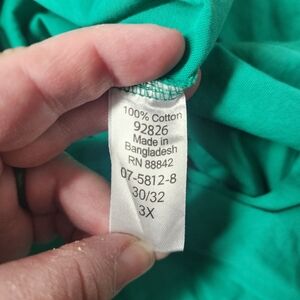 100% Cotton
92826
Made in
Bangladesh
RN 88842
07-5812-8
30/32
3X